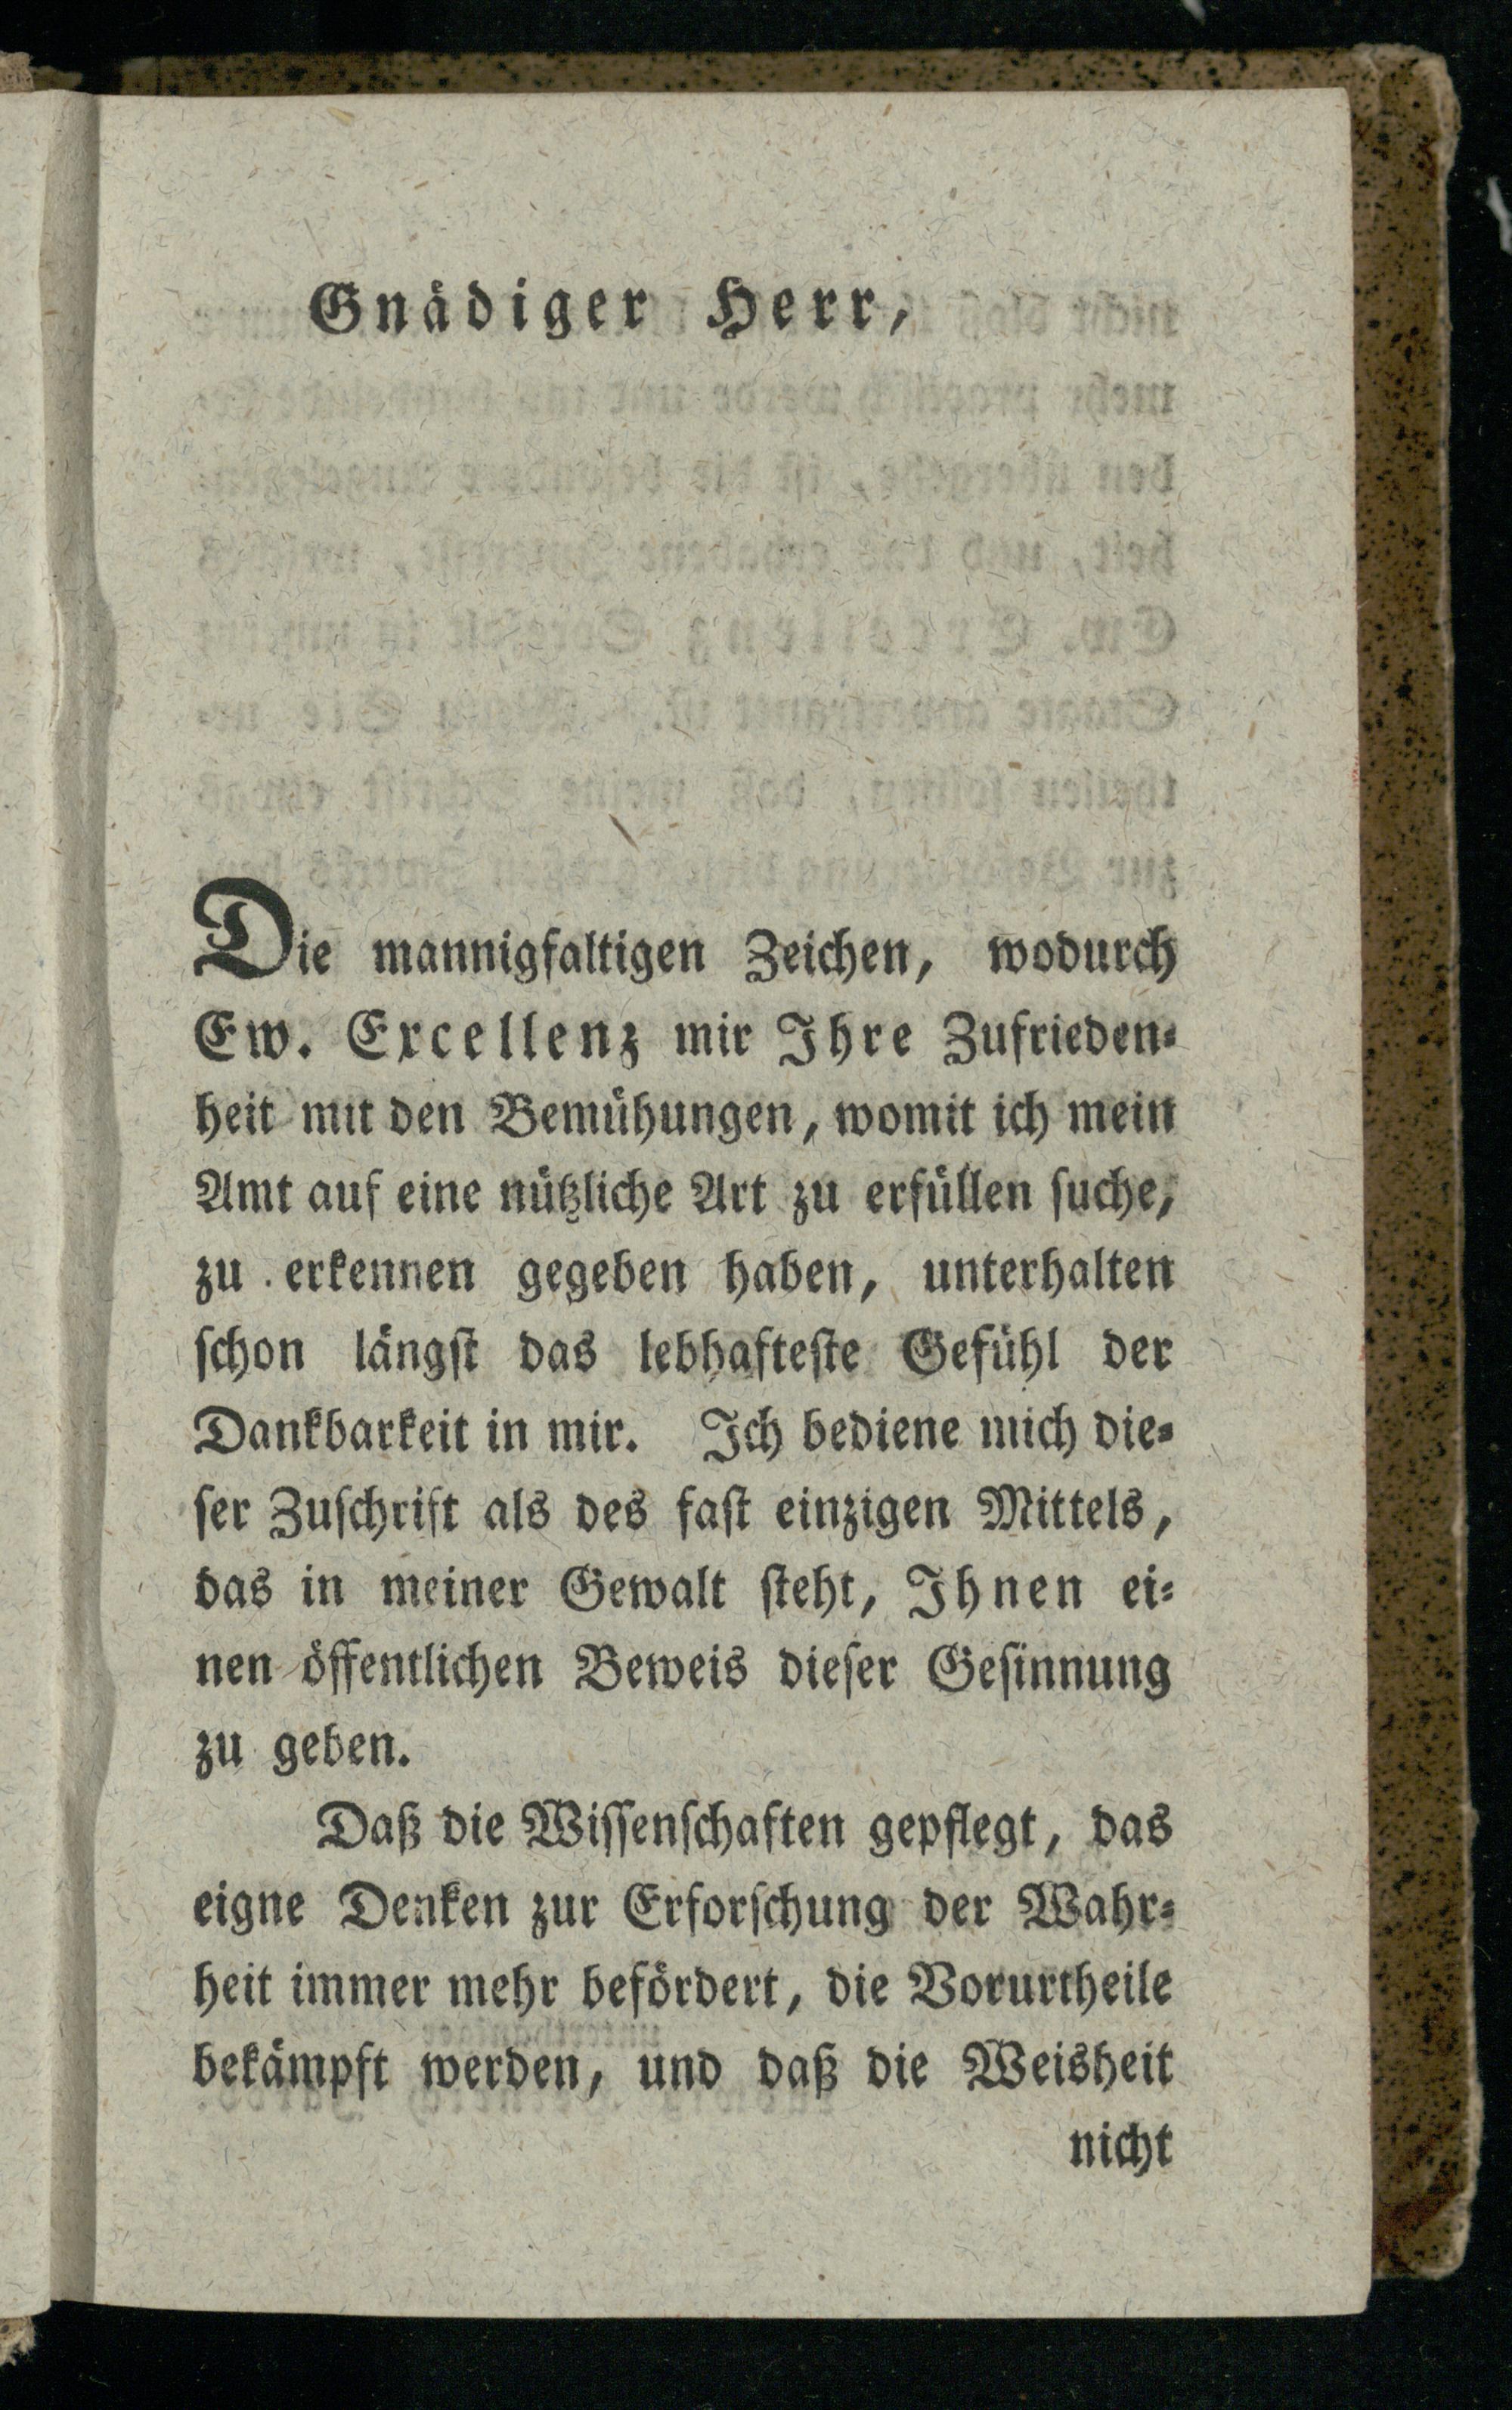 Gnädiger Herr,
Die mannigfaltigen Zeichen, wodurch
Ew. Excellenz mir Ihre Zufrieden-
heit mit den Bemühungen, womit ich mein
Amt auf eine nützliche Art zu erfüllen suche,
zu erkennen gegeben haben, unterhalten
schon längst das lebhafteste Gefühl der
Dankbarkeit in mir. Ich bediene mich die-
ser Zuschrift als des fast einzigen Mittels,
das in meiner Gewalt steht, Ihnen ei-
nen öffentlichen Beweis dieser Gesinnung
zu geben.
Daß die Wissenschaften gepflegt, das
eigne Denken zur Erforschung der Wahr-
heit immer mehr befördert, die Vorurtheile
bekämpft werden, und daß die Weisheit
nicht